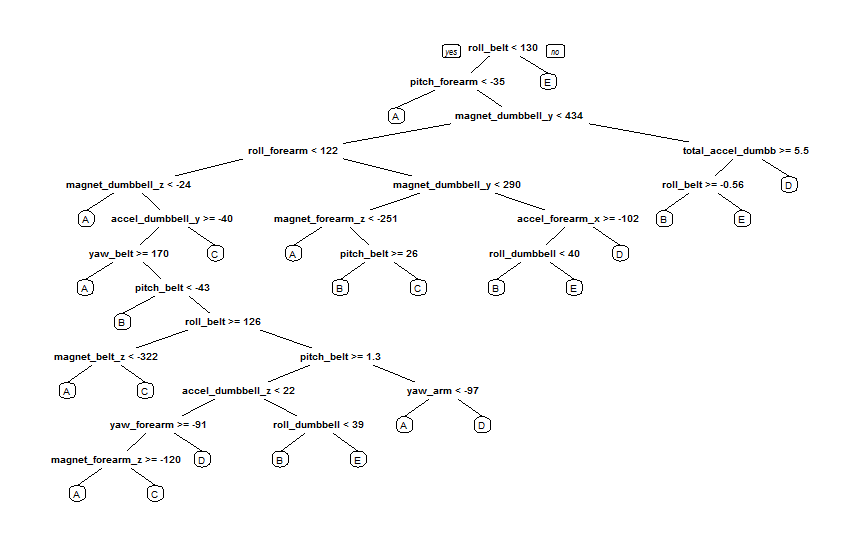 yes roll_belt < 130 no
pitch_forearm < -35 E
A magnet_dumbbell_y < 434
roll_forearm < 122 total_accel_dumbb >= 5.5
magnet_dumbbell_z < -24 magnet_dumbbell_y < 290 roll_belt >= -0.56 D
A accel_dumbbell_y >= -40 magnet_forearm_z < -251 accel_forearm_x >= -102 B E
yaw_belt >= 170 C A pitch_belt >= 26 roll_dumbbell < 40 D
A pitch_belt < -43 B C B E
B roll_belt >= 126
magnet_belt_z < -322 pitch_belt >= 1.3
A C accel_dumbbell_z < 22 yaw_arm < -97
yaw_forearm >= -91 roll_dumbbell < 39 A D
magnet_forearm_z >= -120 D B E
A C